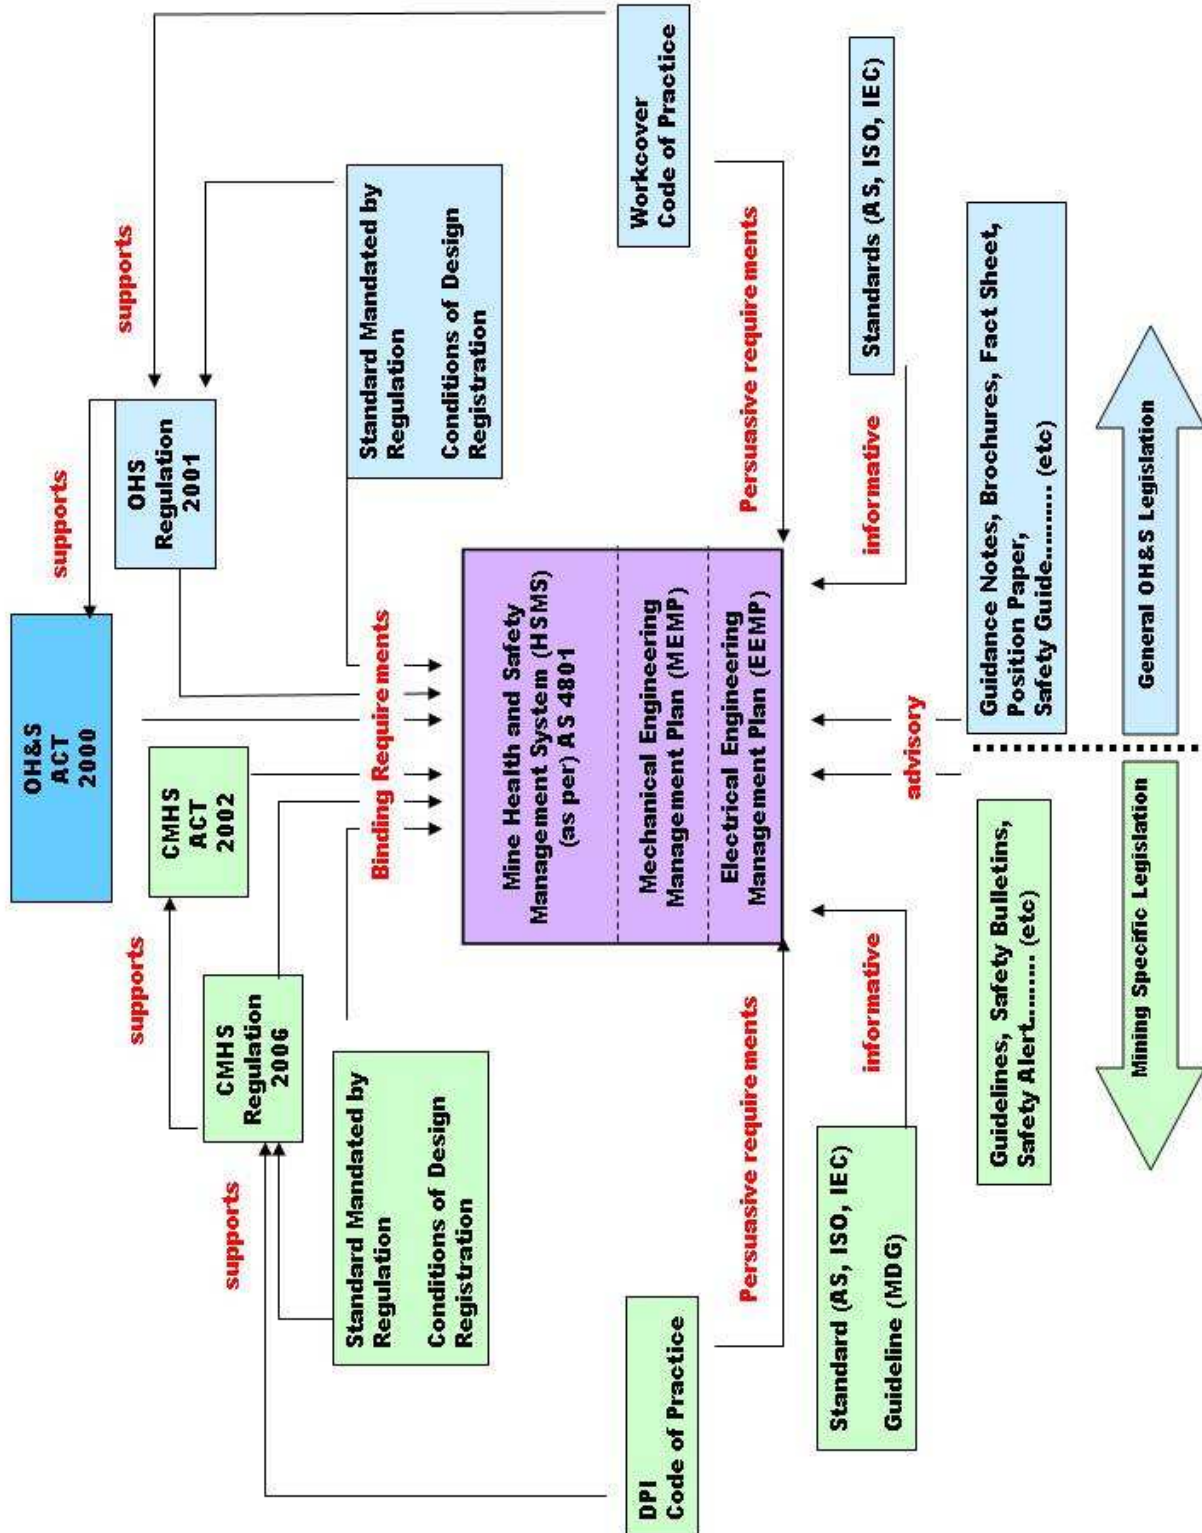 OH&S
ACT
2000
CMHS
ACT
2002
supports
supports
CMHS
Regulation
2006
OHS
Regulation
2001
supports
supports
Standard Mandated by
Regulation
Conditions of Design
Registration
Binding Requirements
Standard Mandated by
Regulation
Conditions of Design
Registration
Mine Health and Safety
Management System (HSMS)
(as per) AS 4801
Mechanical Engineering
Management Plan (MEMP)
Electrical Engineering
Management Plan (EEMP)
DPI
Code of Practice
Workcover
Code of Practice
Persuasive requirements
Persuasive requirements
Standard (AS, ISO, IEC)
Guideline (MDG)
informative
informative
Standards (AS, ISO, IEC)
advisory
Guidelines, Safety Bulletins,
Safety Alert.......... (etc)
Guidance Notes, Brochures, Fact Sheet,
Position Paper,
Safety Guide.......... (etc)
Mining Specific Legislation
General OH&S Legislation